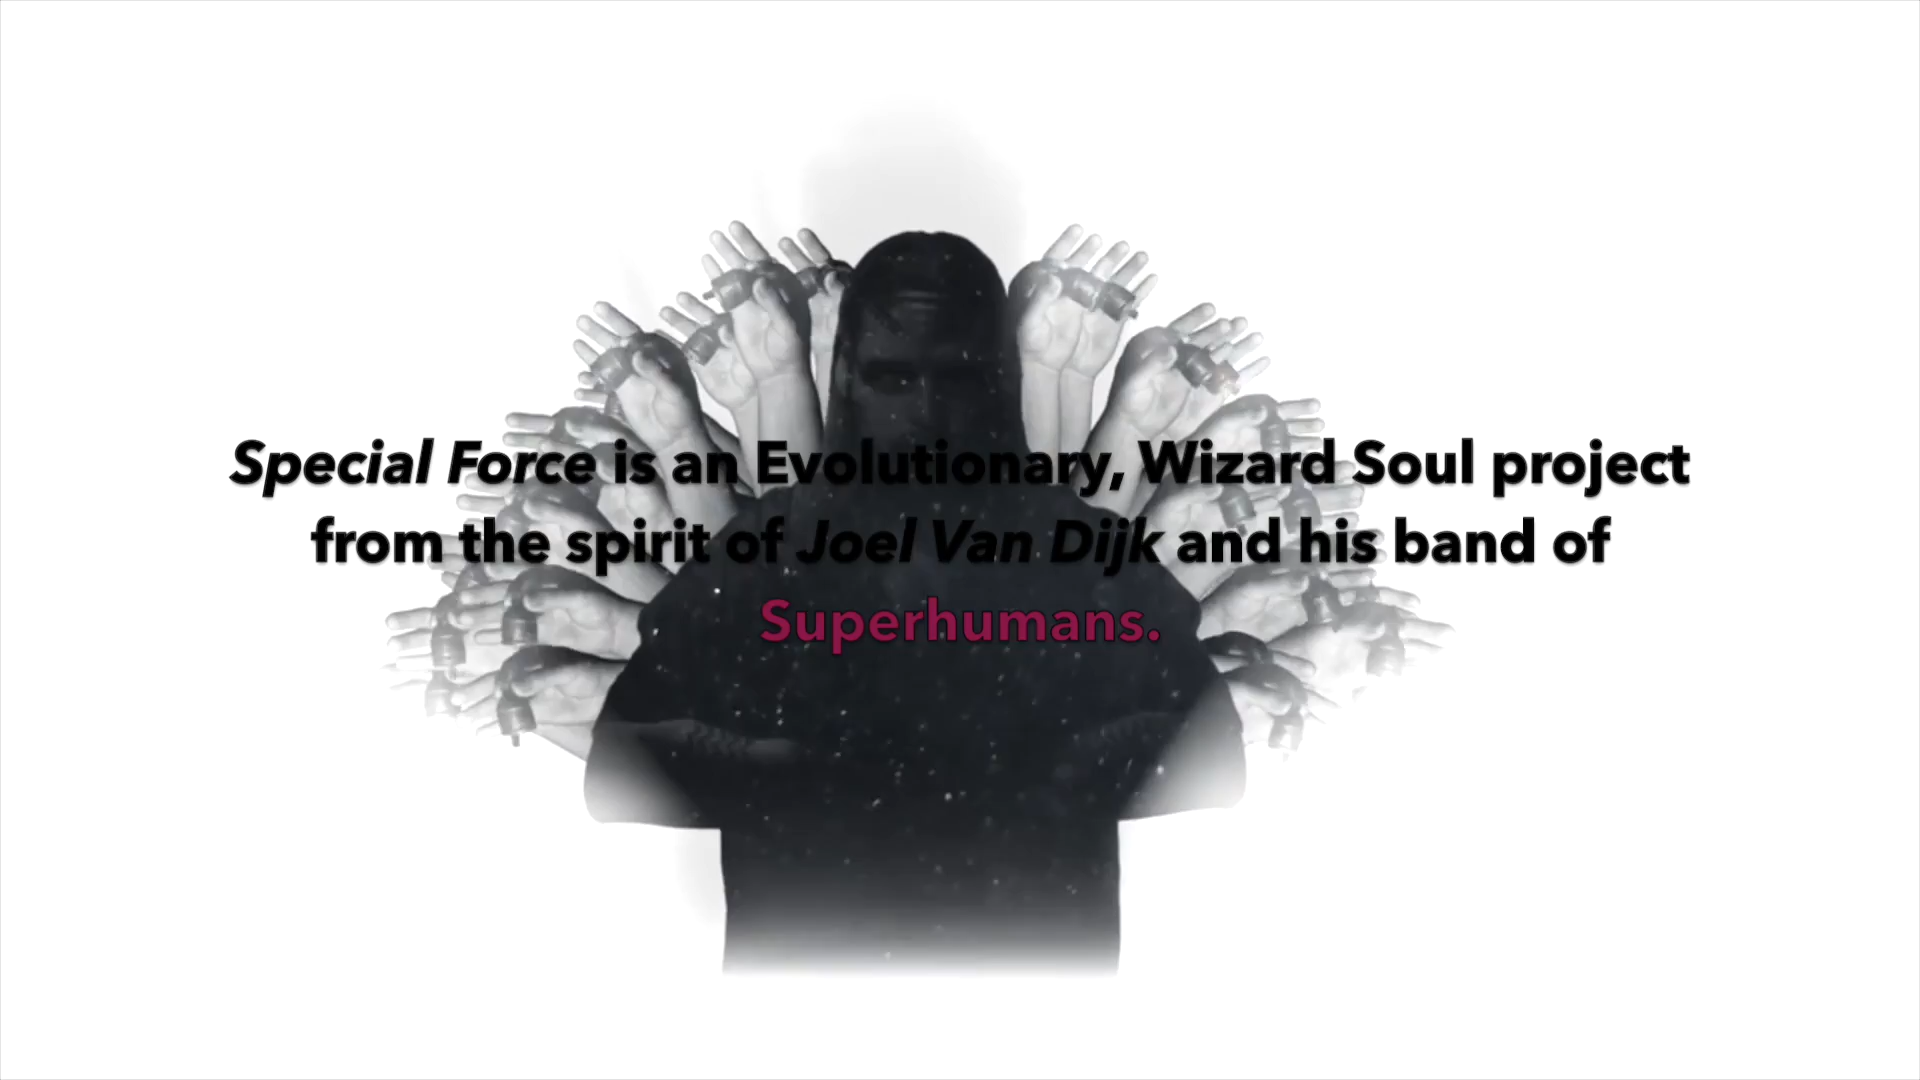 Special Force is an Evolutionary, Wizard Soul project
from the spirit of Joel Van Dijk and his band of
Superhumans.